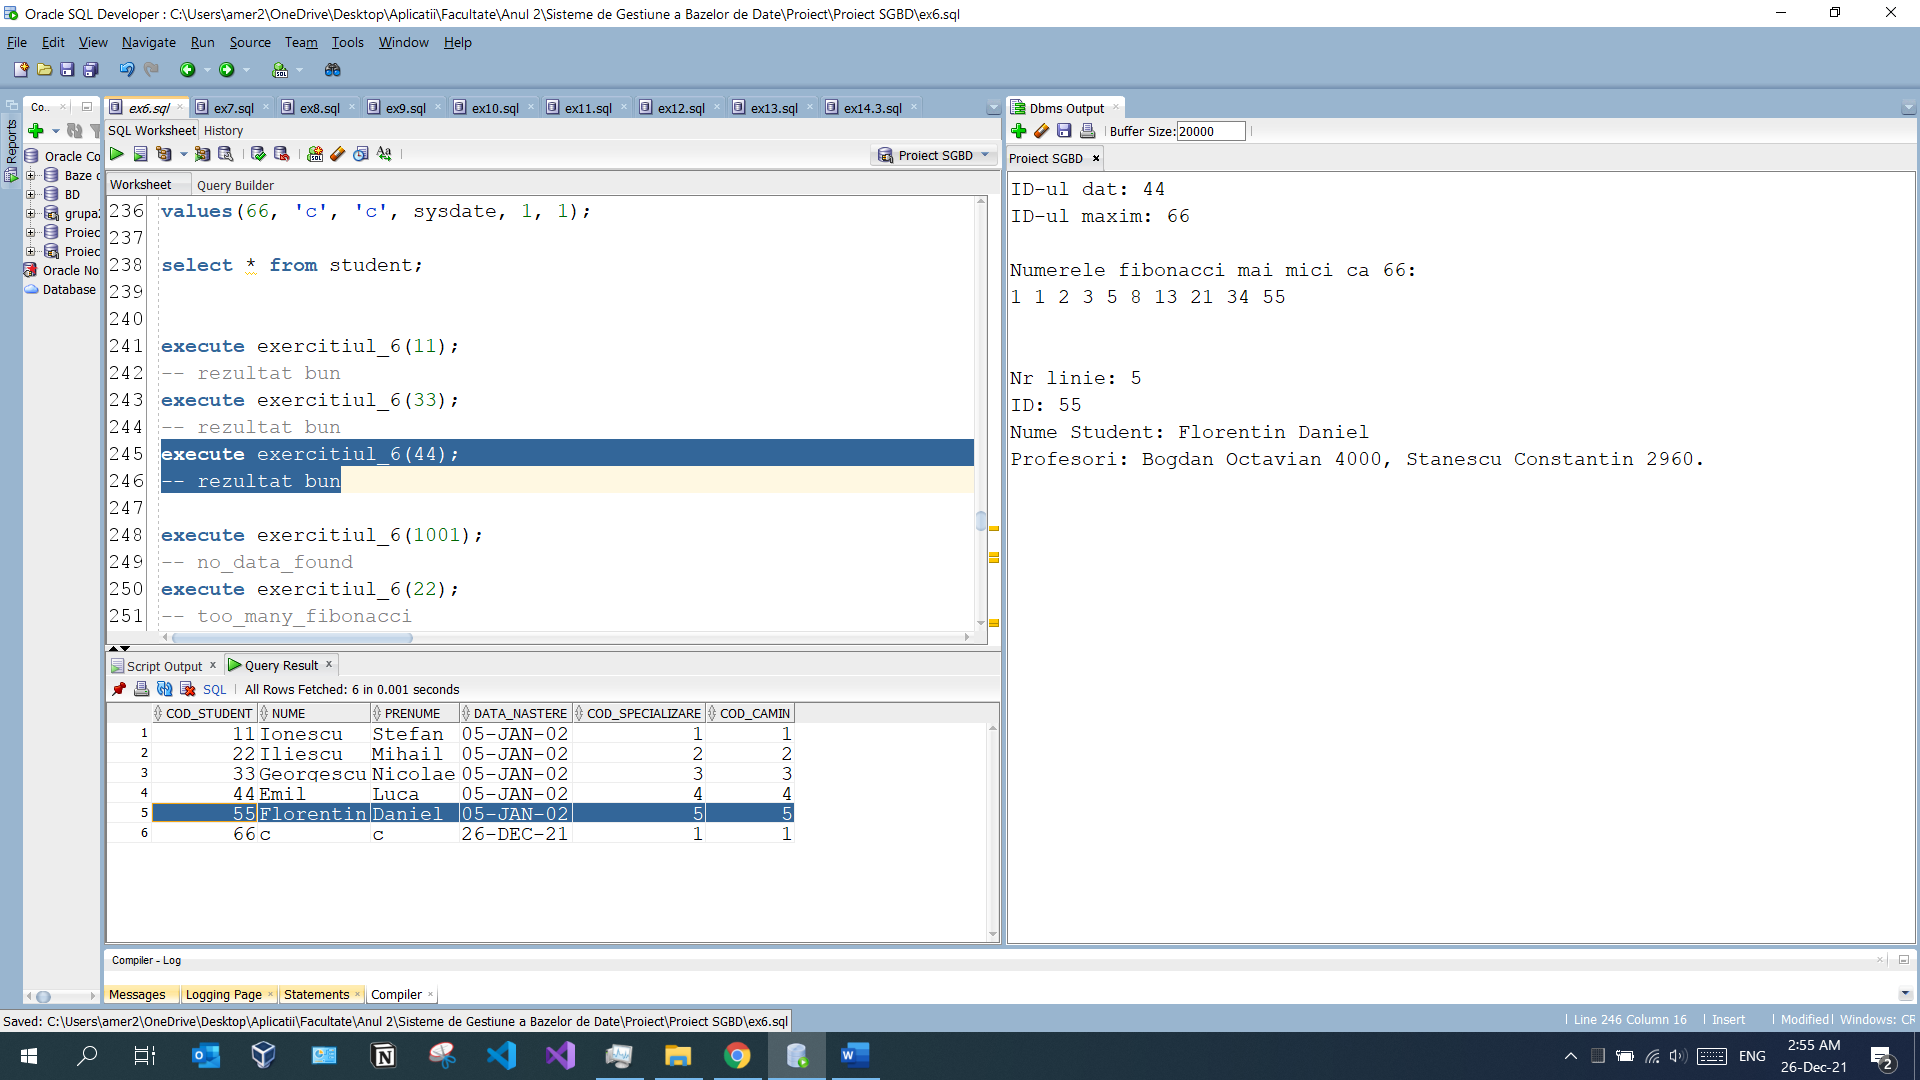 Oracle SQL Developer : C:\Users\amer2\OneDrive\Desktop\Aplicatii\Facultate\Anul 2\Sisteme de Gestiune a Bazelor de Date\Proiect\Proiect SGBD\ex6.sql
File Edit View Navigate Run Source Team Tools Window Help
Reports
Co..
Oracle Co
Baze d
BD
grupa2
Proiec
Proiec
Oracle No
Database
ex6.sql ex7.sql ex8.sql ex9.sql ex10.sql ex11.sql ex12.sql ex13.sql ex14.3.sql
SQL Worksheet History
Proiect SGBD
Worksheet Query Builder
236 values(66, 'c', 'c', sysdate, 1, 1);
237
238 select * from student;
239
240
241 execute exercitiul_6(11);
242 -- rezultat bun
243 execute exercitiul_6(33);
244 -- rezultat bun
245 execute exercitiul_6(44);
246 -- rezultat bun
247
248 execute exercitiul_6(1001);
249 -- no_data_found
250 execute exercitiul_6(22);
251 -- too_many_fibonacci
Script Output x Query Result x
SQL All Rows Fetched: 6 in 0.001 seconds
COD_STUDENT NUME PRENUME DATA_NASTERE COD_SPECIALIZARE COD_CAMIN
1 11 Ionescu Stefan 05-JAN-02 1 1
2 22 Iliescu Mihail 05-JAN-02 2 2
3 33 Georgescu Nicolae 05-JAN-02 3 3
4 44 Emil Luca 05-JAN-02 4 4
5 55 Florentin Daniel 05-JAN-02 5 5
6 66 c c 26-DEC-21 1 1
Dbms Output
Buffer Size: 20000
Proiect SGBD x
ID-ul dat: 44
ID-ul maxim: 66
Numerele fibonacci mai mici ca 66:
1 1 2 3 5 8 13 21 34 55
Nr linie: 5
ID: 55
Nume Student: Florentin Daniel
Profesori: Bogdan Octavian 4000, Stanescu Constantin 2960.
Compiler - Log
Messages Logging Page Statements Compiler
Saved: C:\Users\amer2\OneDrive\Desktop\Aplicatii\Facultate\Anul 2\Sisteme de Gestiune a Bazelor de Date\Proiect\Proiect SGBD\ex6.sql
Line 246 Column 16 Insert Modified Windows: CR
ENG
2:55 AM
26-Dec-21
2